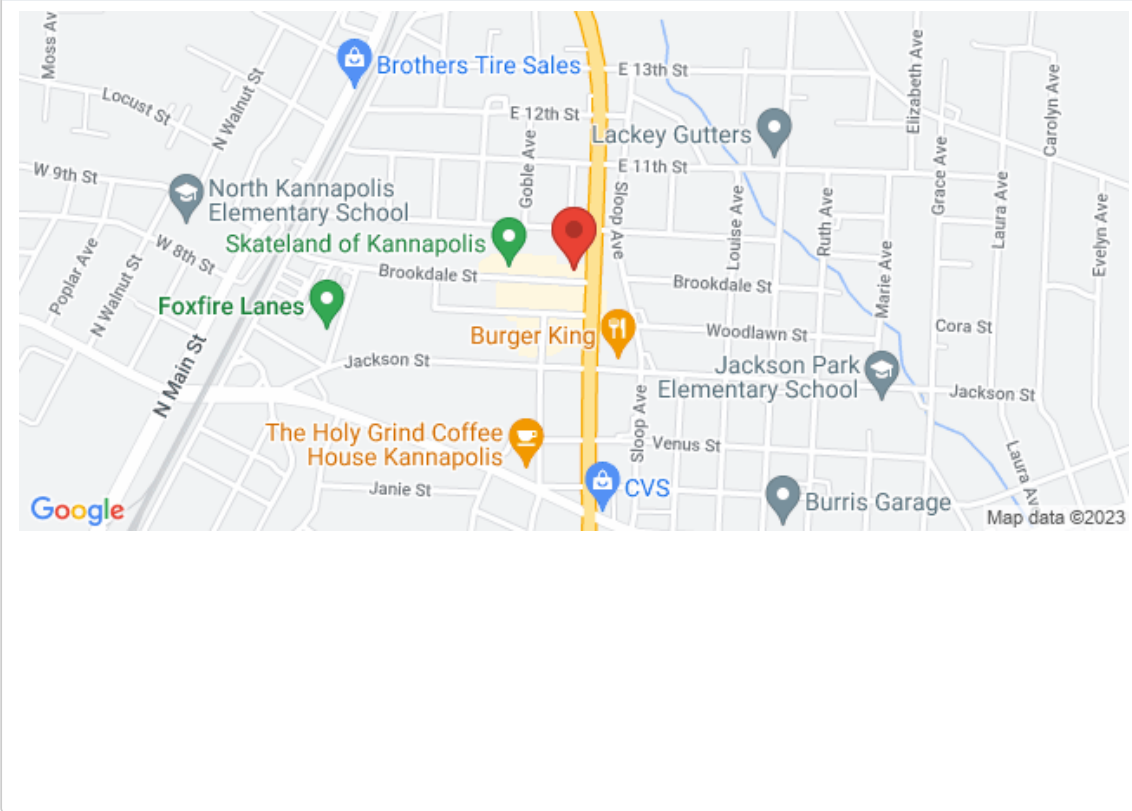 Moss Av
Brothers Tire Sales
E 13th St
Locust St
N Walnut St
E 12th St
Lackey Gutters
Elizabeth Ave
Carolyn Ave
W 9th St
North Kannapolis
Elementary School
Goble Ave
E 11th St
Sloop Ave
Louise Ave
Ruth Ave
Grace Ave
Laura Ave
Evelyn Ave
Poplar Ave
N Walnut St
W 8th St
Skateland of Kannapolis
Brookdale St
Brookdale St
Marie Ave
Foxfire Lanes
N Main St
Burger King
Woodlawn St
Cora St
Jackson St
Jackson Park
Elementary School
Jackson St
The Holy Grind Coffee
House Kannapolis
Sloop Ave
Venus St
Laura Av
Janie St
CVS
Burris Garage
Google
Map data ©2023